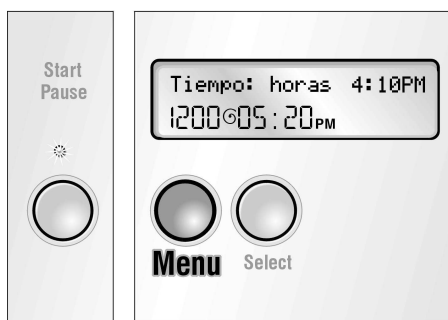 Start
Pause
Tiempo: horas 4:10PM
1200 05:20PM
Menu Select